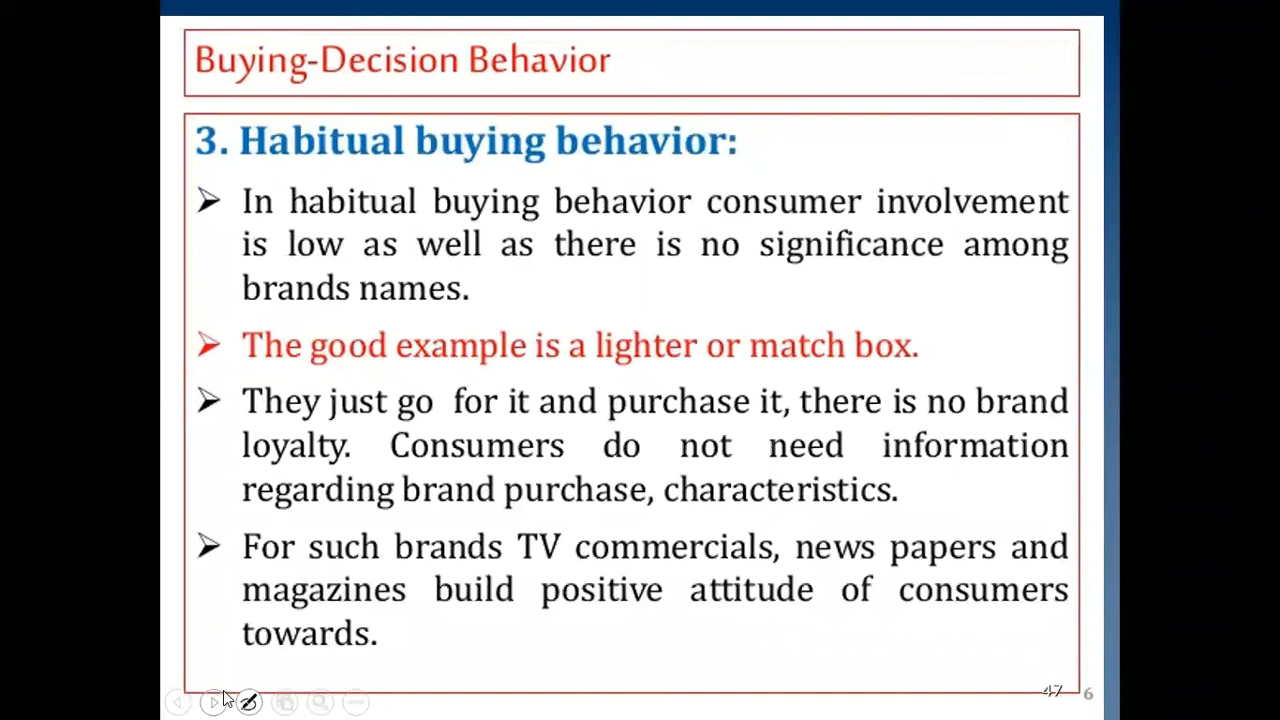 Buying-Decision Behavior
3. Habitual buying behavior:
In habitual buying behavior consumer involvement
is low as well as there is no significance among
brands names.
The good example is a lighter or match box.
They just go for it and purchase it, there is no brand
loyalty. Consumers do not need information
regarding brand purchase, characteristics.
For such brands TV commercials, news papers and
magazines build positive attitude of consumers
towards.
47 6